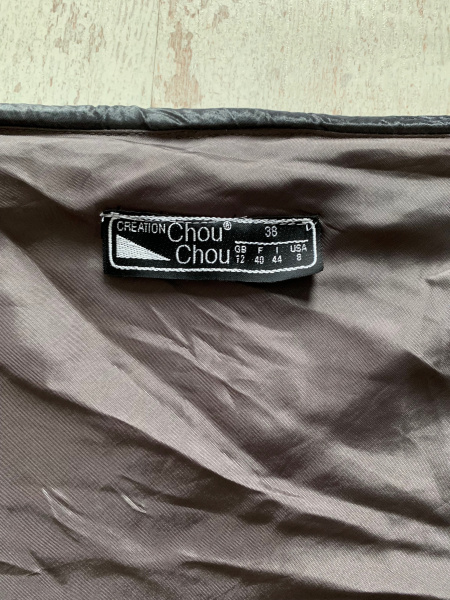 CREATION Chou® Chou
38
GB F I USA
12 40 44 8